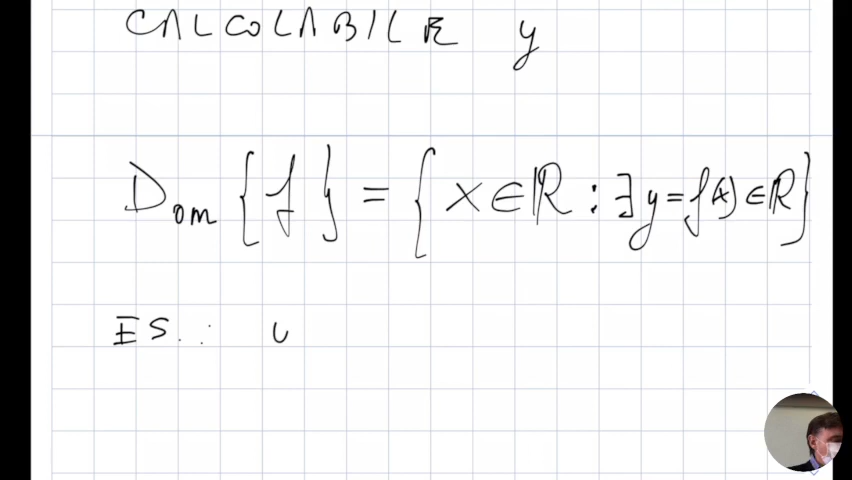 CALCOLABILE y
Dom {f} = {x∈ℝ : ∃ y=f(x)∈ℝ}
ES.: